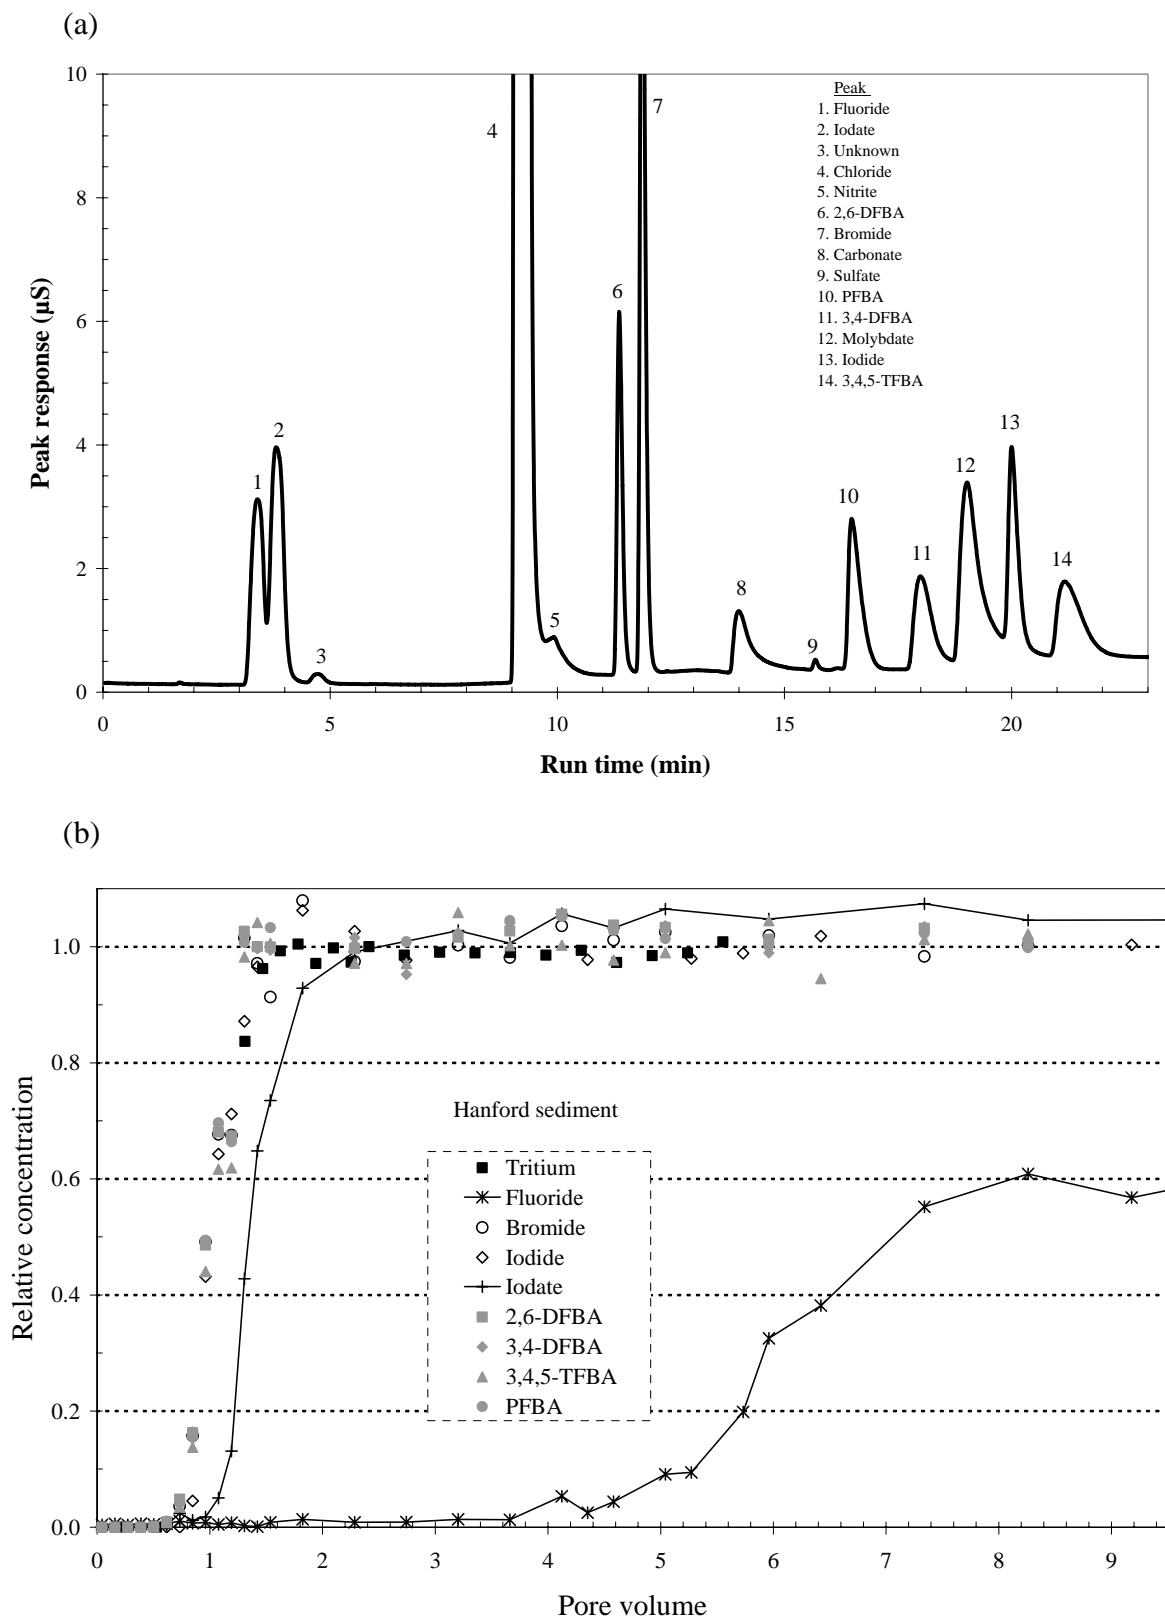 (a)
10
8
6
4
2
0
Peak response (µS)
0
5
10
15
20
Run time (min)
1
2
3
4
5
6
7
8
9
10
11
12
13
14
Peak
1. Fluoride
2. Iodate
3. Unknown
4. Chloride
5. Nitrite
6. 2,6-DFBA
7. Bromide
8. Carbonate
9. Sulfate
10. PFBA
11. 3,4-DFBA
12. Molybdate
13. Iodide
14. 3,4,5-TFBA
(b)
1.0
0.8
0.6
0.4
0.2
0.0
Relative concentration
Hanford sediment
Tritium
Fluoride
Bromide
Iodide
Iodate
2,6-DFBA
3,4-DFBA
3,4,5-TFBA
PFBA
0
1
2
3
4
5
6
7
8
9
Pore volume